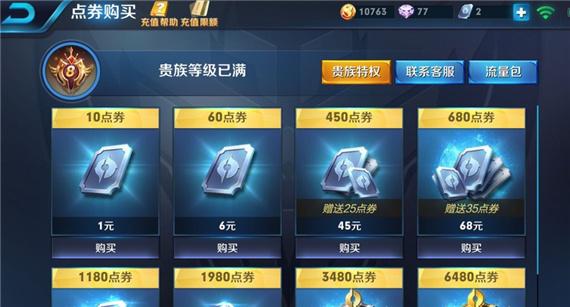 点券购买
充值帮助
充值限额
10763
77
2
8
贵族等级已满
贵族特权
联系客服
流量包
10点券
60点券
450点券
680点券
赠送25点券
赠送35点券
1元
6元
45元
68元
购买
购买
购买
购买
1180点券
1980点券
3480点券
6480点券